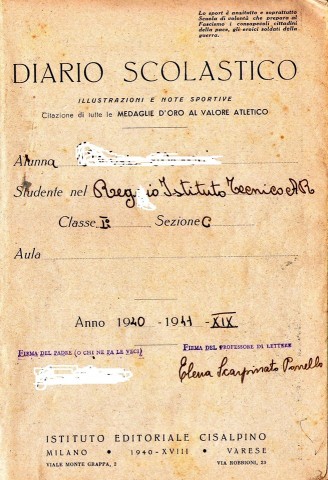 Lo sport è anzitutto e soprattutto
Scuola di volontà che prepara al
Fascismo i consapevoli cittadini
della pace, gli eroici soldati della
guerra.
DIARIO SCOLASTICO
ILLUSTRAZIONI E NOTE SPORTIVE
Citazione di tutte le MEDAGLIE D'ORO AL VALORE ATLETICO
Alunna
Studente nel Regio Istituto Tecnico
Classe I Sezione C
Aula
Anno 1940-1941-XIX
FIRMA DEL PADRE (O CHI NE FA LE VECI) FIRMA DEL PROFESSORE DI LETTERE
Elena Scarpinato
ISTITUTO EDITORIALE CISALPINO
MILANO • 1940-XVIII • VARESE
VIALE MONTE GRAPPA, 2 VIA ROBBIONI,